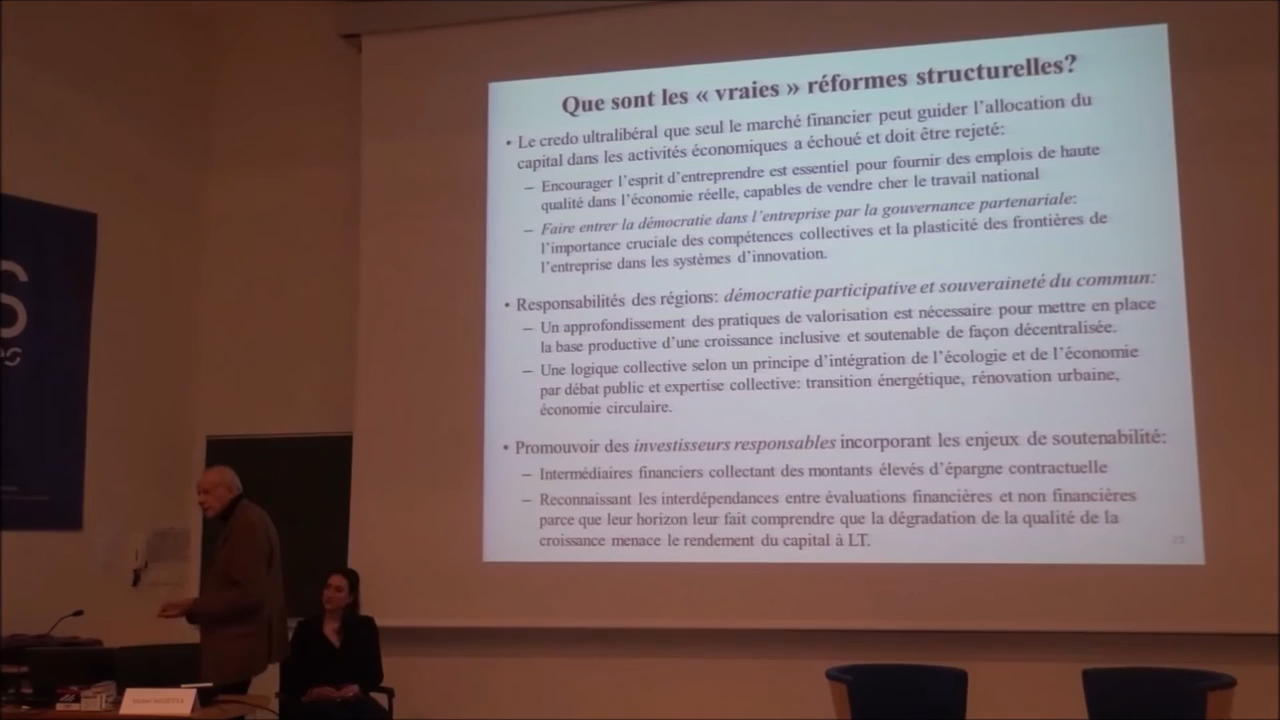 Que sont les « vraies » réformes structurelles?
• Le credo ultralibéral que seul le marché financier peut guider l'allocation du
capital dans les activités économiques a échoué et doit être rejeté:
– Encourager l'esprit d'entreprendre est essentiel pour fournir des emplois de haute
qualité dans l'économie réelle, capables de vendre cher le travail national
– Faire entrer la démocratie dans l'entreprise par la gouvernance partenariale:
l'importance cruciale des compétences collectives et la plasticité des frontières de
l'entreprise dans les systèmes d'innovation.
• Responsabilités des régions: démocratie participative et souveraineté du commun:
– Un approfondissement des pratiques de valorisation est nécessaire pour mettre en place
la base productive d'une croissance inclusive et soutenable de façon décentralisée.
– Une logique collective selon un principe d'intégration de l'écologie et de l'économie
par débat public et expertise collective: transition énergétique, rénovation urbaine,
économie circulaire.
• Promouvoir des investisseurs responsables incorporant les enjeux de soutenabilité:
– Intermédiaires financiers collectant des montants élevés d'épargne contractuelle
– Reconnaissant les interdépendances entre évaluations financières et non financières
parce que leur horizon leur fait comprendre que la dégradation de la qualité de la
croissance menace le rendement du capital à LT.
S